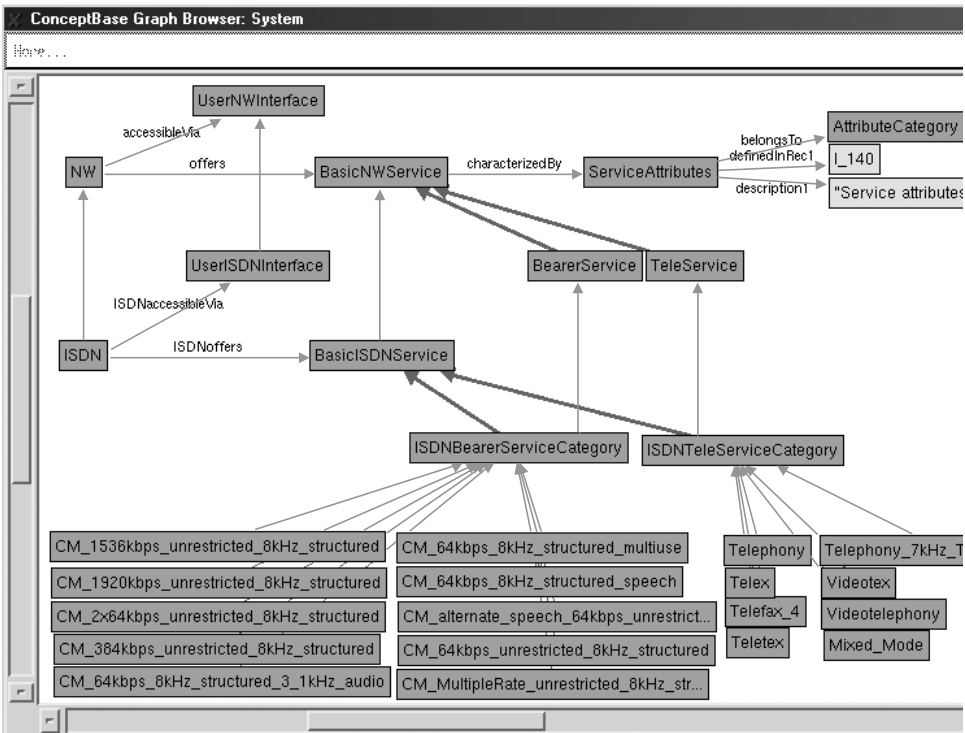 ConceptBase Graph Browser: System
UserNWInterface
accessibleVia
NW
offers
BasicNWService
characterizedBy
ServiceAttributes
belongsTo
definedInRec1
description1
AttributeCategory
I_140
"Service attributes
UserISDNInterface
BearerService
TeleService
ISDNaccessibleVia
ISDN
ISDNoffers
BasicISDNService
ISDNBearerServiceCategory
ISDNTeleServiceCategory
CM_1536kbps_unrestricted_8kHz_structured
CM_1920kbps_unrestricted_8kHz_structured
CM_2x64kbps_unrestricted_8kHz_structured
CM_384kbps_unrestricted_8kHz_structured
CM_64kbps_8kHz_structured_3_1kHz_audio
CM_64kbps_8kHz_structured_multiuse
CM_64kbps_8kHz_structured_speech
CM_alternate_speech_64kbps_unrestrict...
CM_64kbps_unrestricted_8kHz_structured
CM_MultipleRate_unrestricted_8kHz_str...
Telephony
Telex
Telefax_4
Teletex
Telephony_7kHz_T
Videotex
Videotelephony
Mixed_Mode